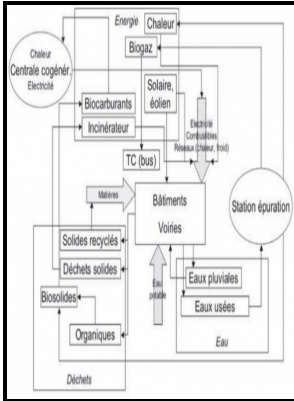 Energie
Chaleur
Biogaz
Chaleur
Centrale cogénér.
Electricité
Solaire,
éolien
Biocarburants
Incinérateur
Electricité
Combustibles
Réseaux (chaleur, froid)
TC (bus)
Matières
Bâtiments
Voiries
Station épuration
Solides recyclés
Déchets solides
Biosolides
Organiques
Déchets
Eau
potable
Eaux pluviales
Eaux usées
Eau